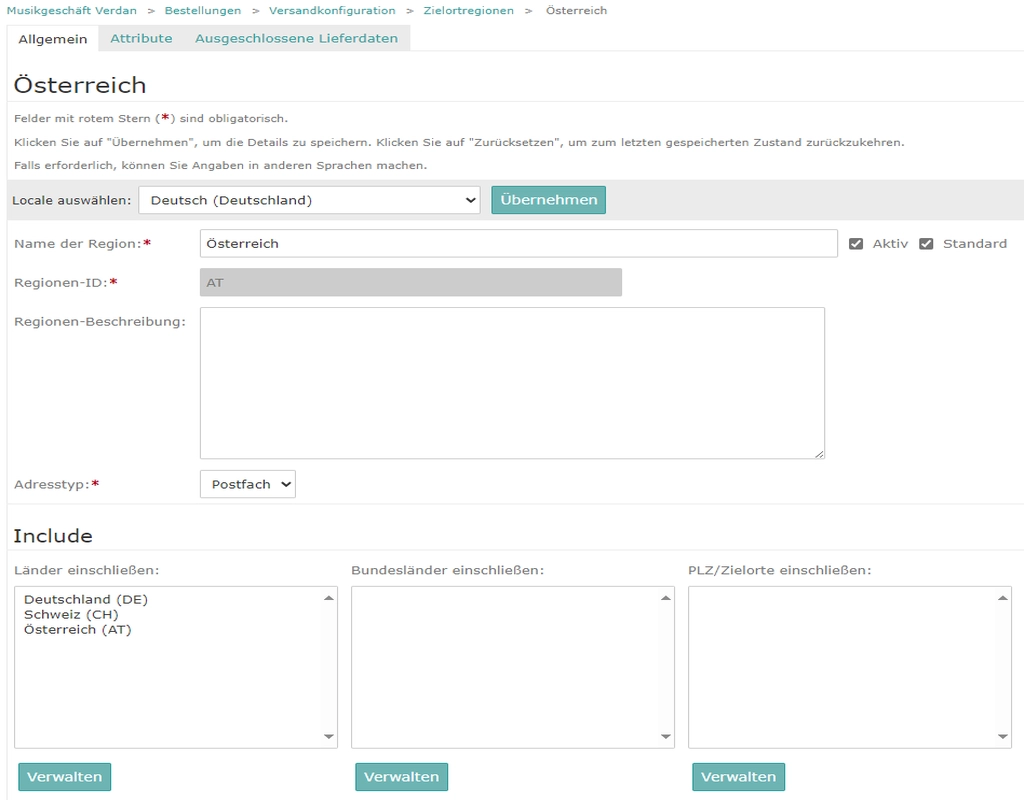 Musikgeschäft Verdan > Bestellungen > Versandkonfiguration > Zielortregionen > Österreich
Allgemein Attribute Ausgeschlossene Lieferdaten
Österreich
Felder mit rotem Stern (*) sind obligatorisch.
Klicken Sie auf "Übernehmen", um die Details zu speichern. Klicken Sie auf "Zurücksetzen", um zum letzten gespeicherten Zustand zurückzukehren.
Falls erforderlich, können Sie Angaben in anderen Sprachen machen.
Locale auswählen: Deutsch (Deutschland) Übernehmen
Name der Region:* Österreich Aktiv Standard
Regionen-ID:* AT
Regionen-Beschreibung:
Adresstyp:* Postfach
Include
Länder einschließen: Bundesländer einschließen: PLZ/Zielorte einschließen:
Deutschland (DE)
Schweiz (CH)
Österreich (AT)
Verwalten Verwalten Verwalten